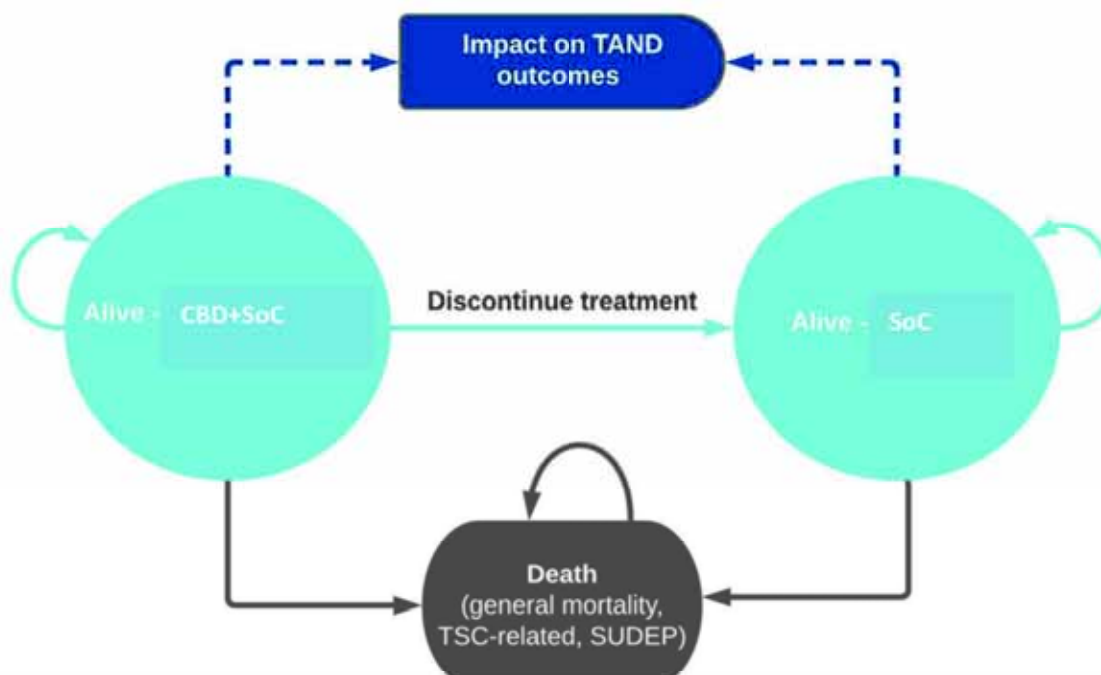 Impact on TAND
outcomes
Alive - CBD+SoC
Discontinue treatment
Alive - SoC
Death
(general mortality,
TSC-related, SUDEP)